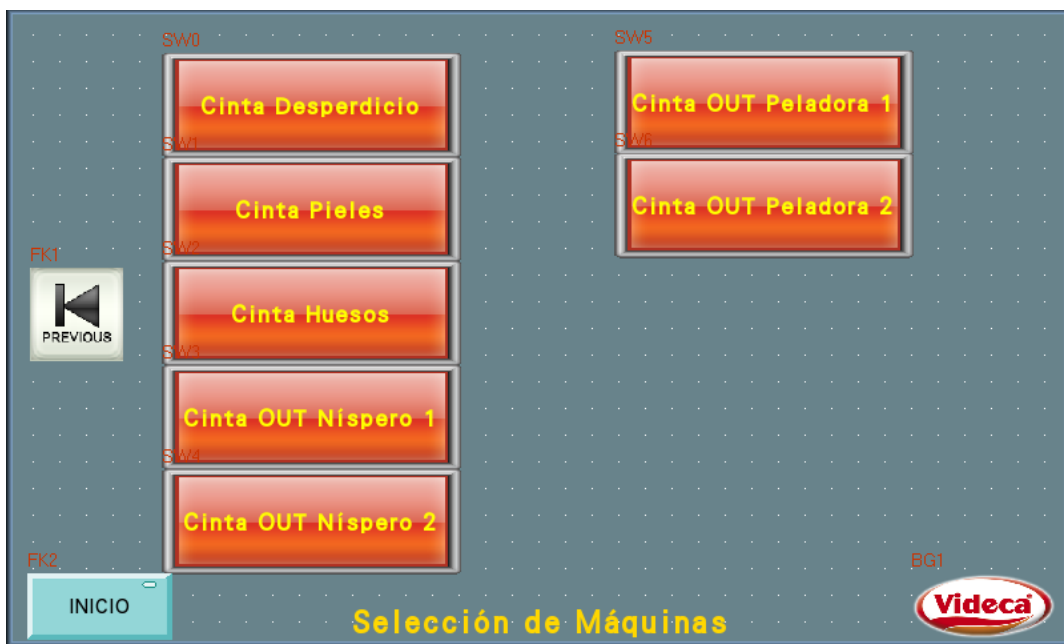 SW0
Cinta Desperdicio
SW1
Cinta Pieles
SW2
Cinta Huesos
SW3
Cinta OUT Níspero 1
SW4
Cinta OUT Níspero 2
SW5
Cinta OUT Peladora 1
SW6
Cinta OUT Peladora 2
FK1
PREVIOUS
FK2
INICIO
Selección de Máquinas
BG1
Videca